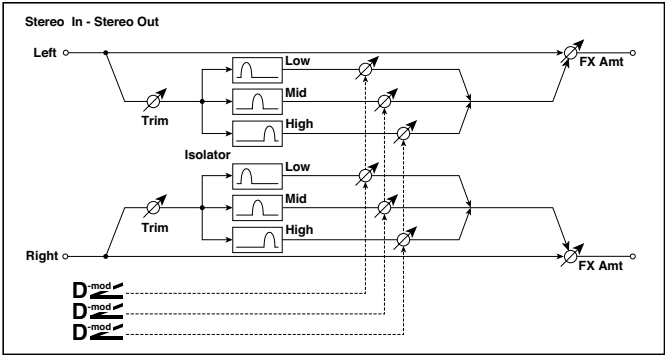 Stereo In - Stereo Out
Left
FX Amt
Trim
Low
Mid
High
Isolator
Low
Mid
High
Trim
Right
FX Amt
D-mod
D-mod
D-mod